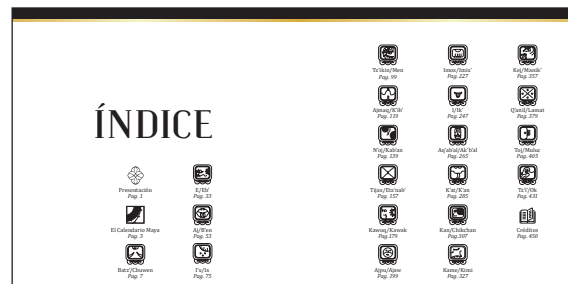 ÍNDICE
Presentación
Pag. 1
El Calendario Maya
Pag. 3
Batz'/Chuwen
Pag. 7
E/Eb'
Pag. 33
Aj/B'en
Pag. 53
I'x/Ix
Pag. 75
Tz'ikin/Men
Pag. 99
Ajmaq/K'ib'
Pag. 119
N'oj/Kab'an
Pag. 139
Tijax/Etz'nab'
Pag. 157
Kawoq/Kawak
Pag.179
Ajpu/Ajaw
Pag. 199
Imox/Imix'
Pag. 227
I/Ik'
Pag. 247
Aq'ab'al/Ak'b'al
Pag. 265
K'at/K'an
Pag. 285
Kan/Chikchan
Pag.307
Kame/Kimi
Pag. 327
Kej/Manik'
Pag. 357
Q'anil/Lamat
Pag. 379
Toj/Muluc
Pag. 405
Tz'i'/Ok
Pag. 431
Créditos
Pag. 450